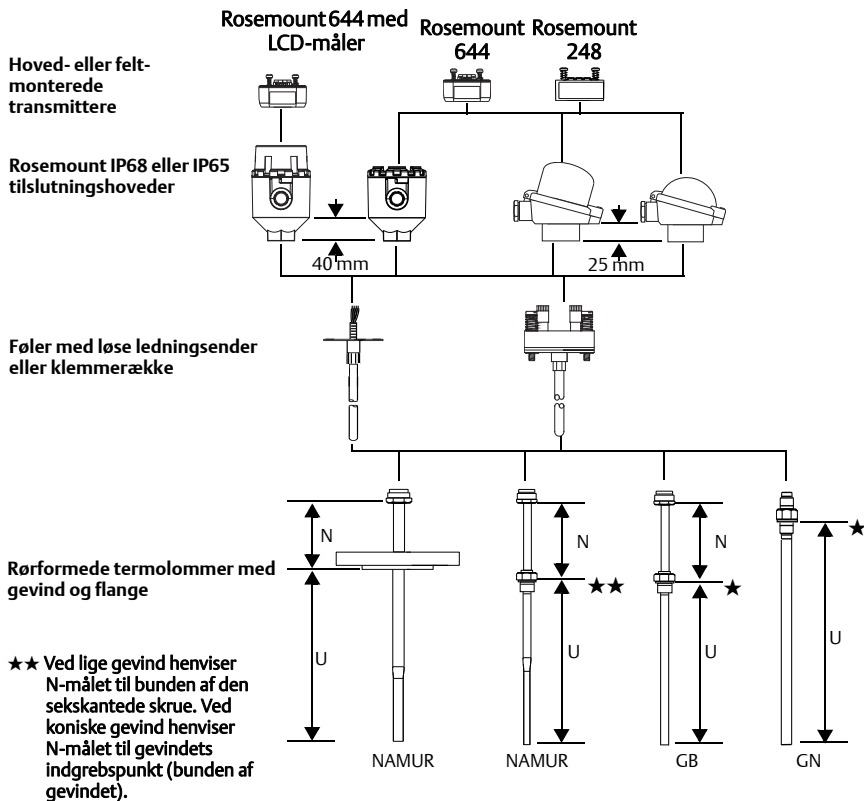 Rosemount 644 med
LCD-måler
Rosemount
644
Rosemount
248
Hoved- eller felt-
monterede
transmittere
Rosemount IP68 eller IP65
tilslutningshoveder
40 mm
25 mm
Føler med løse ledningsender
eller klemmerække
N
N
N
★
★★
★
Rørformede termolommer med
gevind og flange
U
U
U
U
★★ Ved lige gevind henviser
N-målet til bunden af den
sekskantede skrue. Ved
koniske gevind henviser
N-målet til gevindets
indgrebspunkt (bunden af
gevindet).
NAMUR
NAMUR
GB
GN